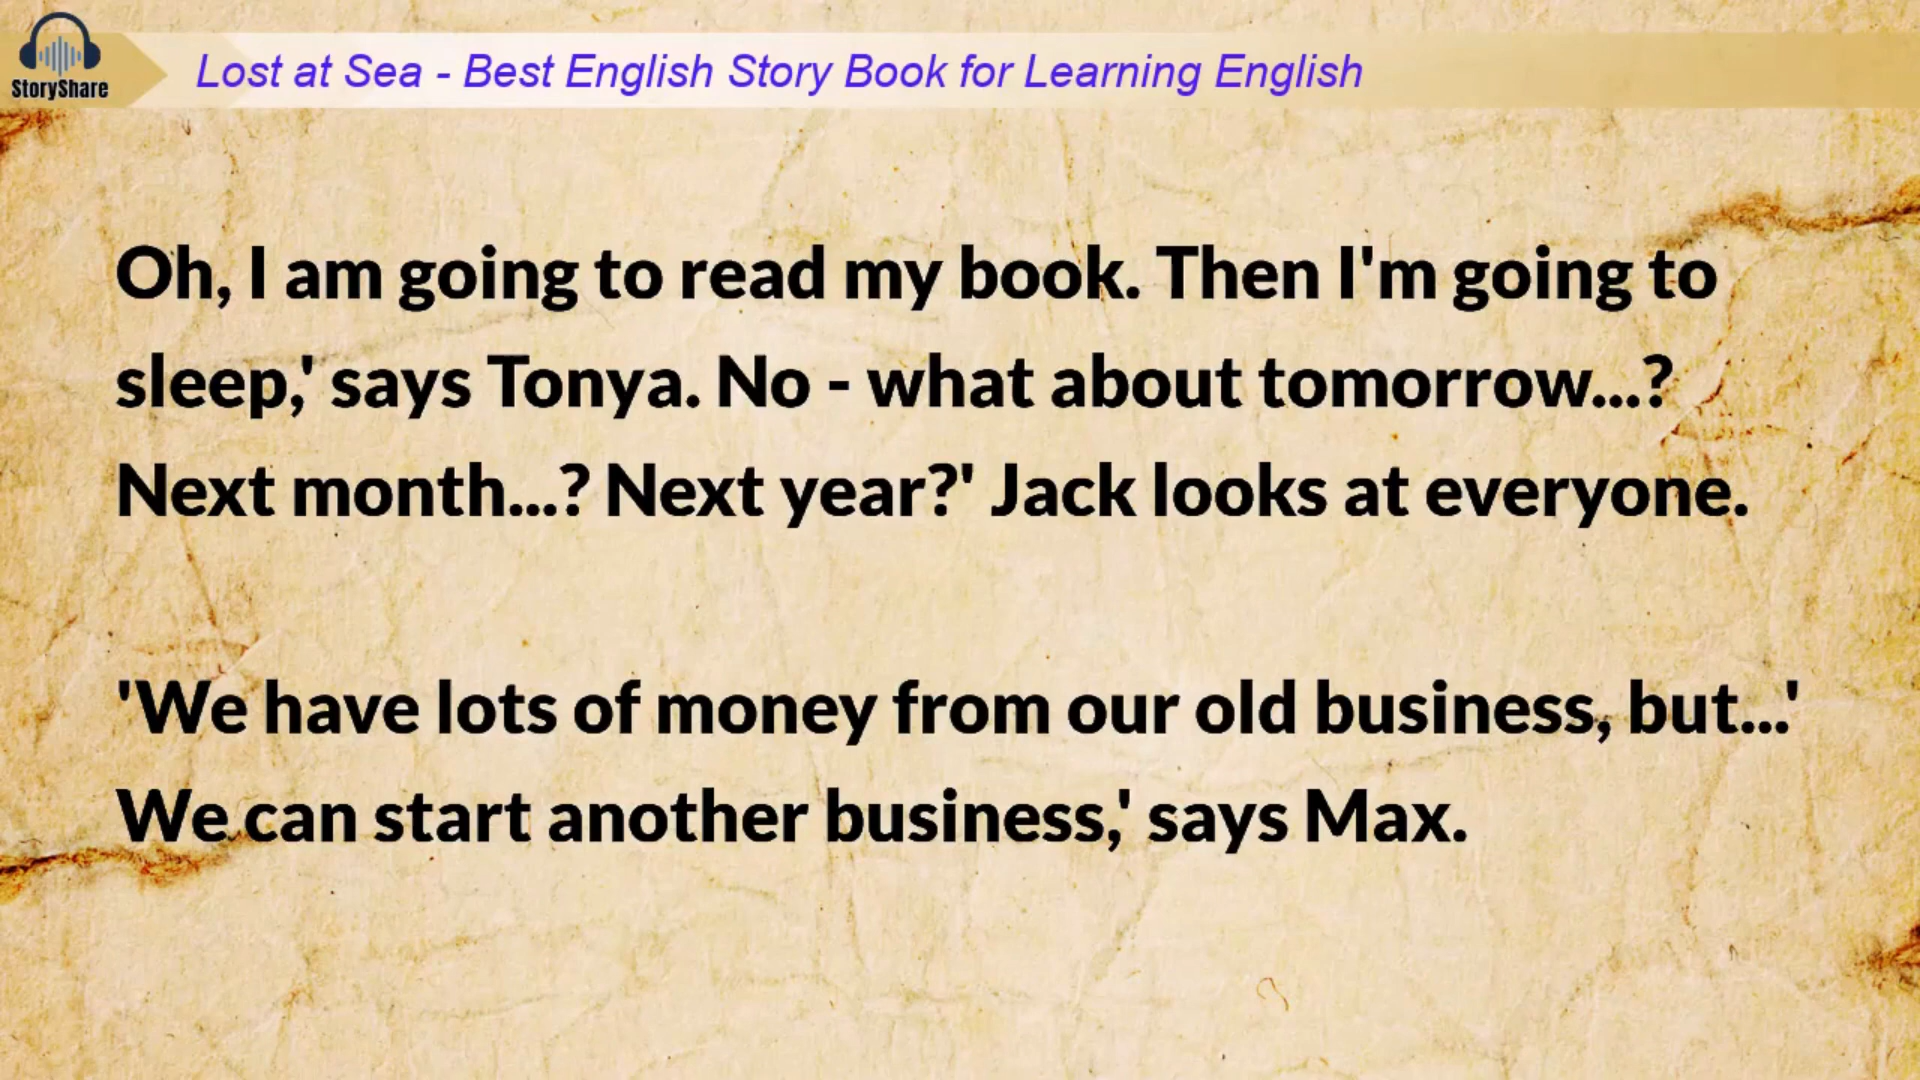 StoryShare
Lost at Sea - Best English Story Book for Learning English
Oh, I am going to read my book. Then I'm going to
sleep,' says Tonya. No - what about tomorrow...?
Next month...? Next year?' Jack looks at everyone.
'We have lots of money from our old business, but...'
We can start another business,' says Max.